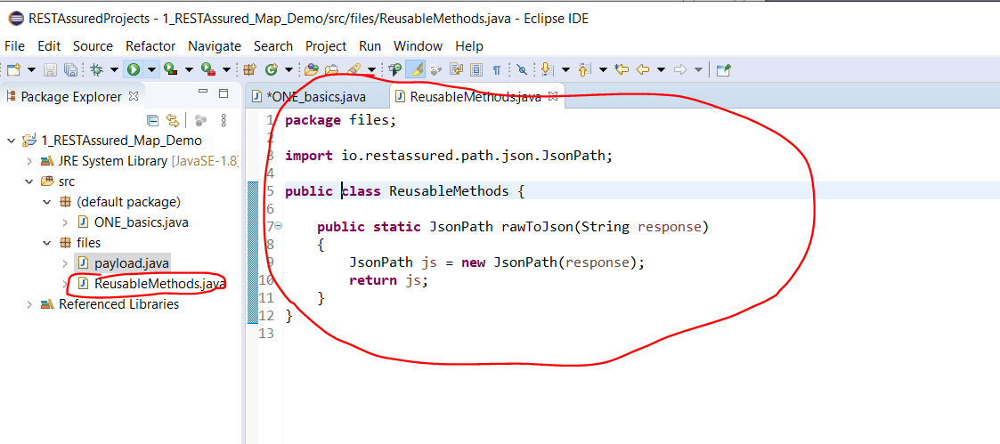 RESTAssuredProjects - 1_RESTAssured_Map_Demo/src/files/ReusableMethods.java - Eclipse IDE
File Edit Source Refactor Navigate Search Project Run Window Help
Package Explorer
*ONE_basics.java ReusableMethods.java
1_RESTAssured_Map_Demo
JRE System Library [JavaSE-1.8]
src
(default package)
ONE_basics.java
files
payload.java
ReusableMethods.java
Referenced Libraries
1 package files;
2
3 import io.restassured.path.json.JsonPath;
4
5 public class ReusableMethods {
6
7 public static JsonPath rawToJson(String response)
8 {
9 JsonPath js = new JsonPath(response);
10 return js;
11 }
12 }
13